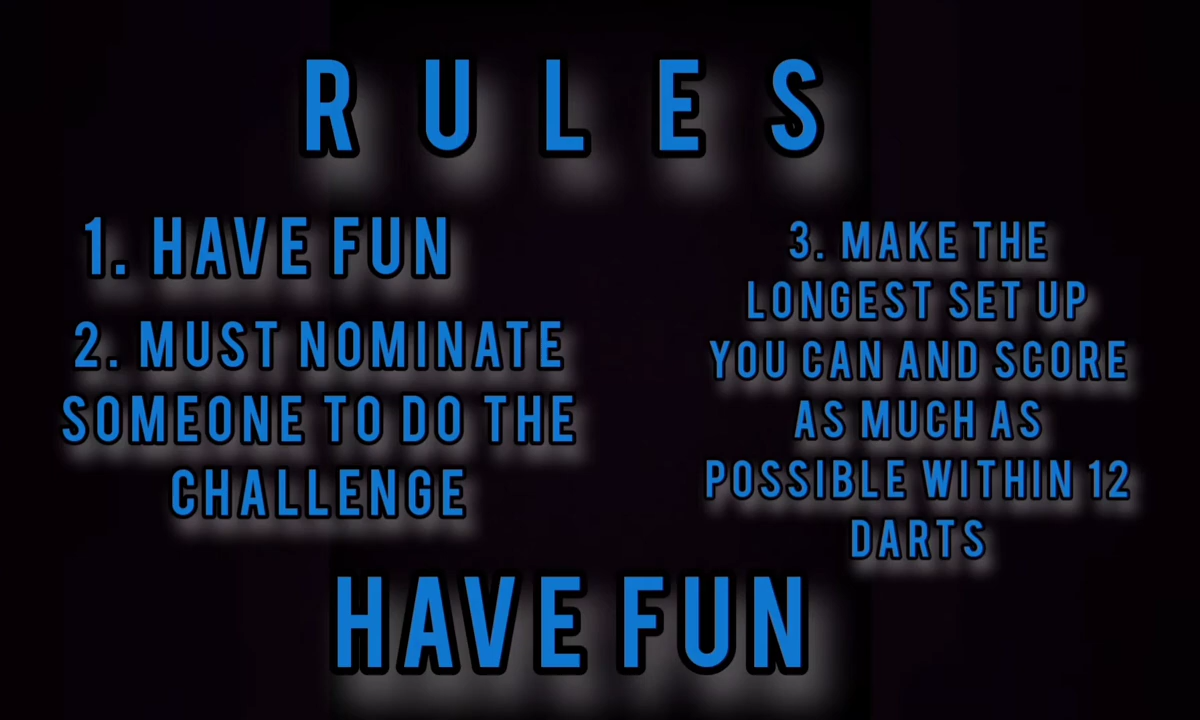 RULES
1. HAVE FUN
2. MUST NOMINATE
SOMEONE TO DO THE
CHALLENGE
3. MAKE THE
LONGEST SET UP
YOU CAN AND SCORE
AS MUCH AS
POSSIBLE WITHIN 12
DARTS
HAVE FUN